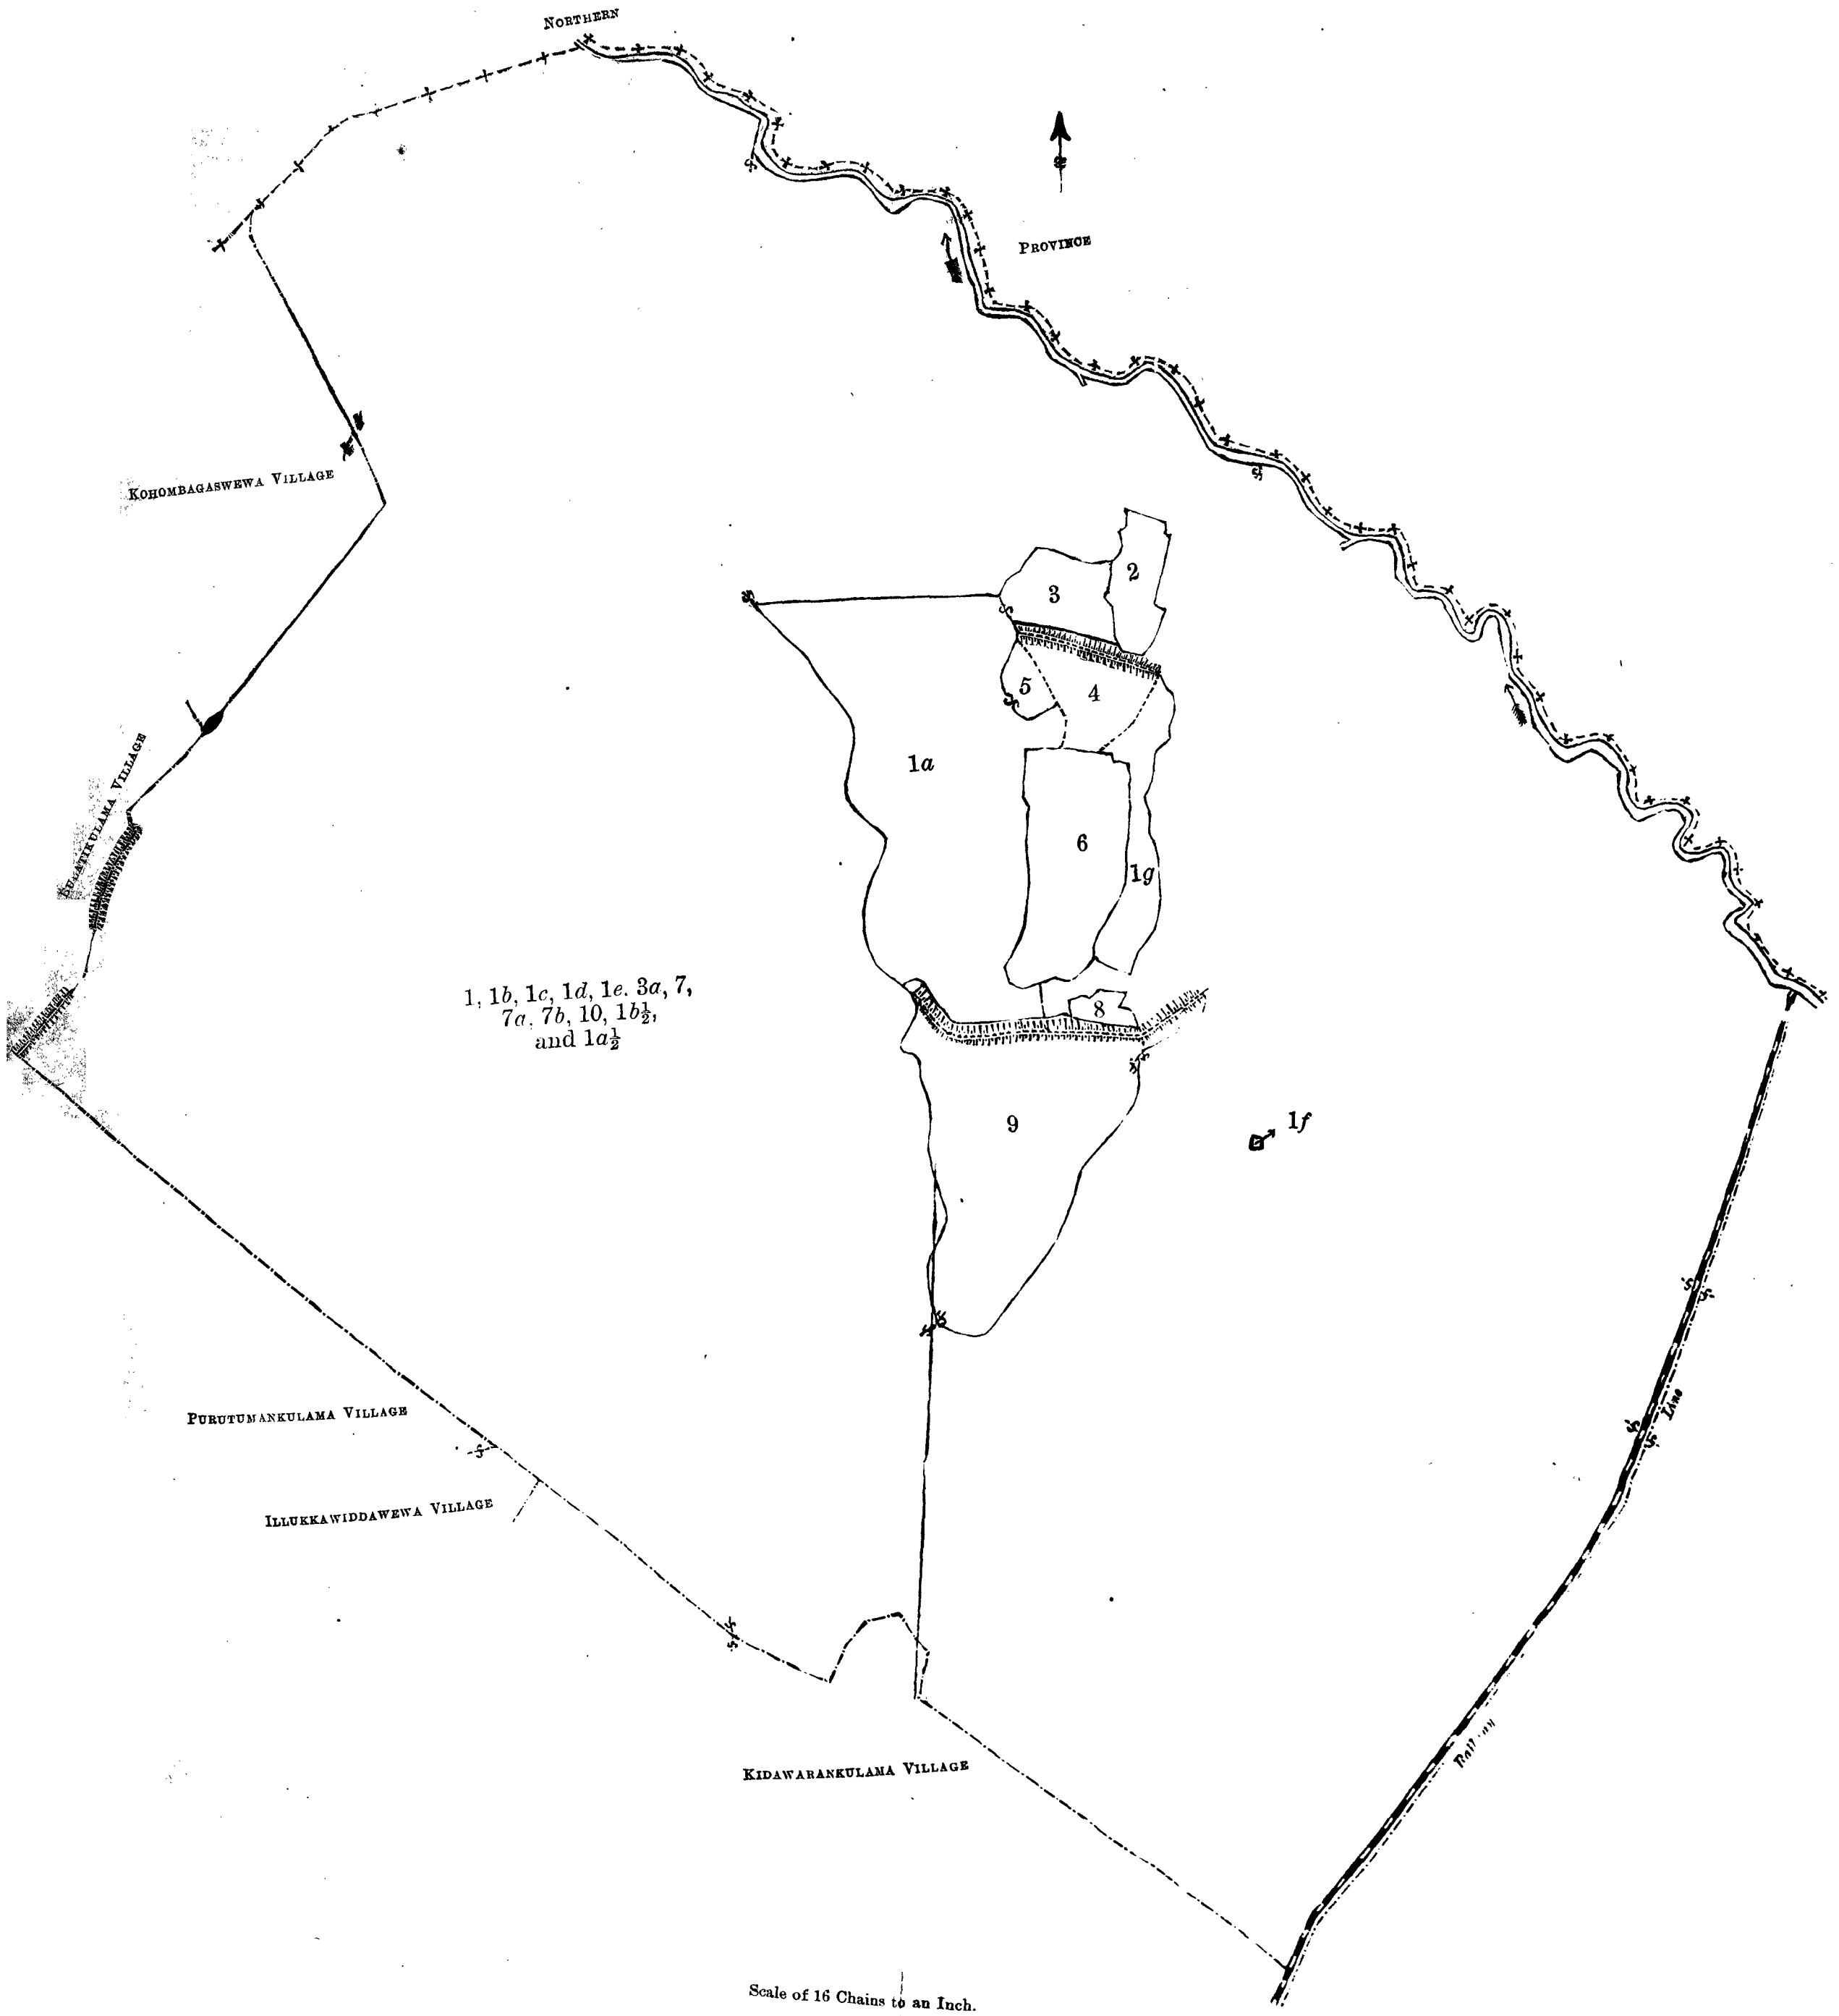 NORTHERN
PROVINCE
KOHOMBAGASWEWA VILLAGE
2
3
5
4
1a
VILLAGE
6
1g
1, 1b, 1c, 1d, 1e. 3a, 7,
7a, 7b, 10, 1b½,
and 1a½
8
9
1f
Line
PURUTUMANKULAMA VILLAGE
ILLUKKAWIDDAWEWA VILLAGE
KIDAWARANKULAMA VILLAGE
Scale of 16 Chains to an Inch.